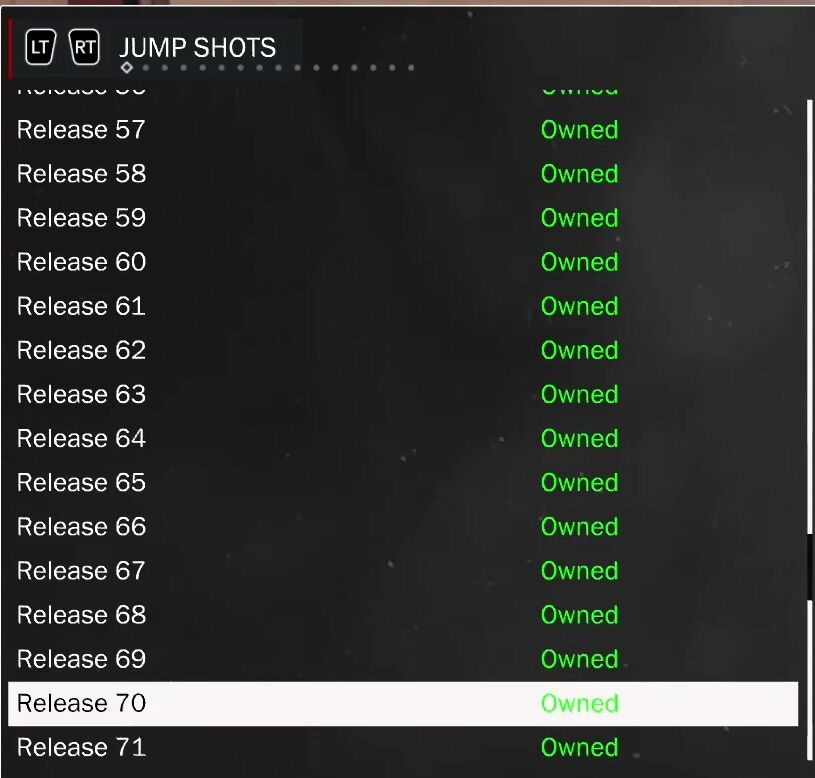 LT RT JUMP SHOTS
Release 57 Owned
Release 58 Owned
Release 59 Owned
Release 60 Owned
Release 61 Owned
Release 62 Owned
Release 63 Owned
Release 64 Owned
Release 65 Owned
Release 66 Owned
Release 67 Owned
Release 68 Owned
Release 69 Owned
Release 70 Owned
Release 71 Owned